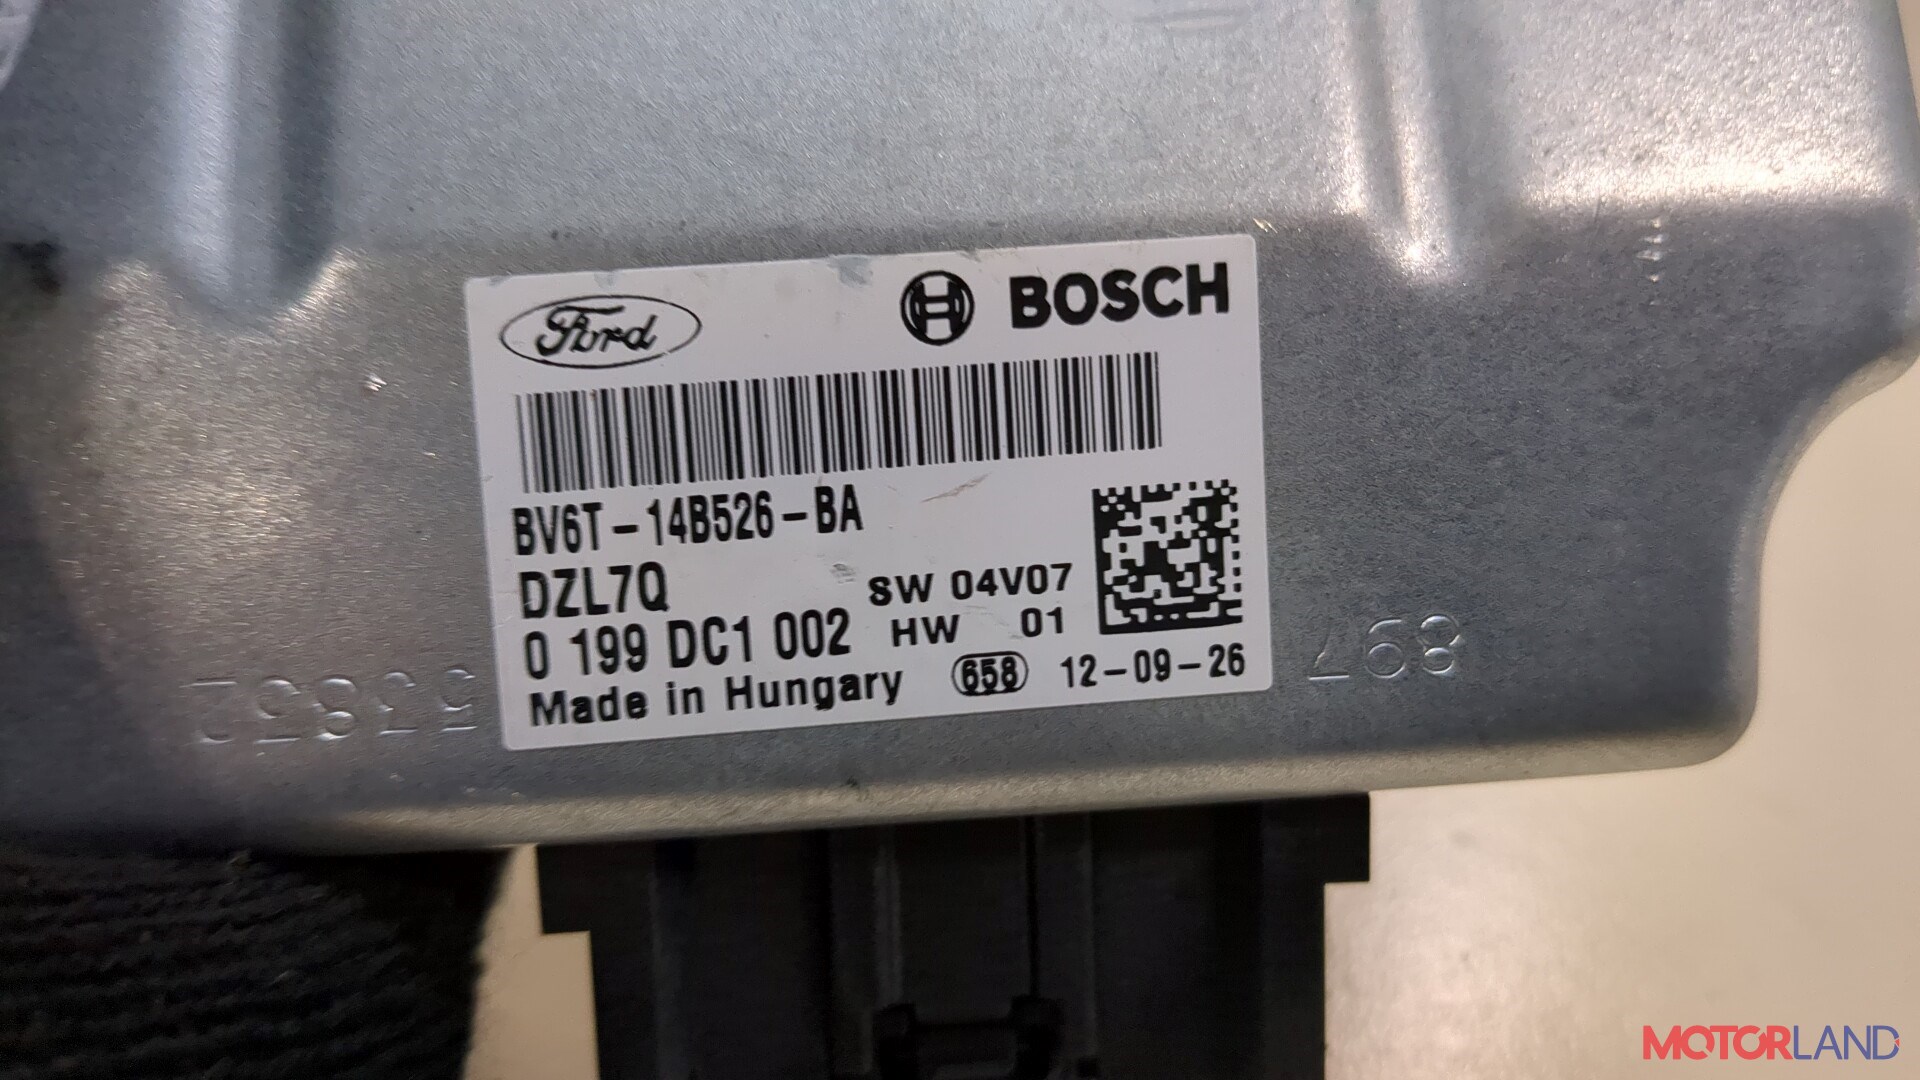 Ford
BOSCH
BV6T-14B526-BA
DZL7Q
SW 04V07
0 199 DC1 002
HW 01
Made in Hungary
658
12-09-26
MOTORLAND